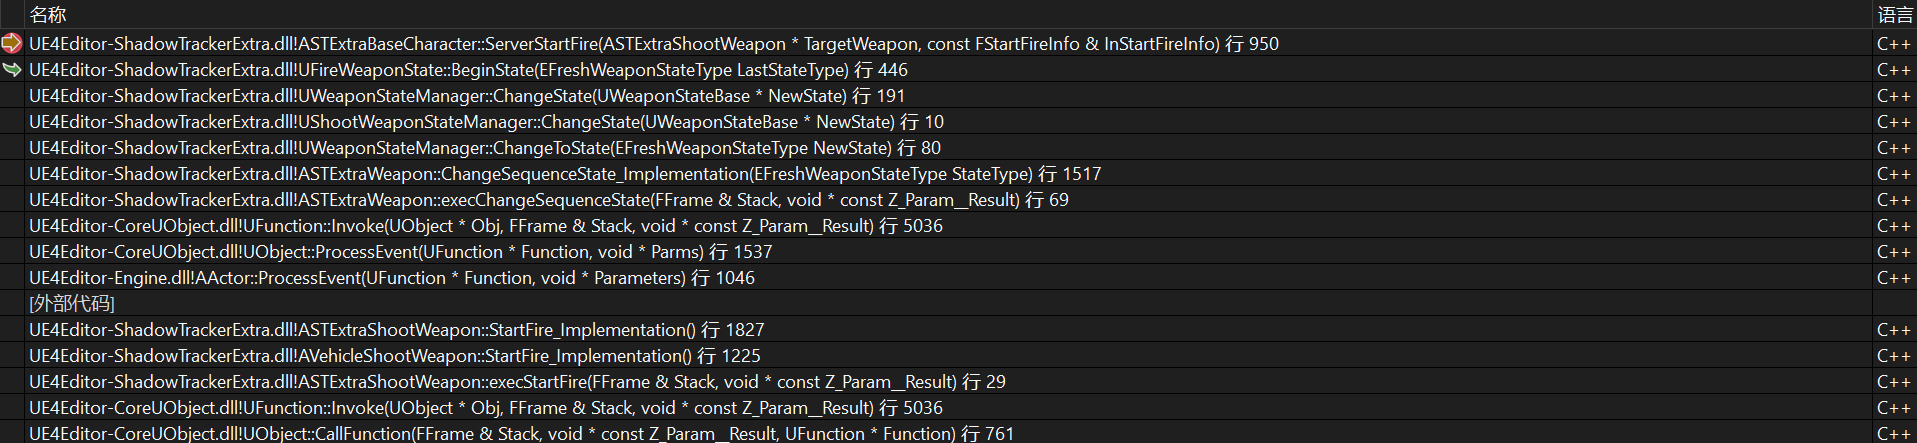 名称 语言
UE4Editor-ShadowTrackerExtra.dll!ASTExtraBaseCharacter::ServerStartFire(ASTExtraShootWeapon * TargetWeapon, const FStartFireInfo & InStartFireInfo) 行 950 C++
UE4Editor-ShadowTrackerExtra.dll!UFireWeaponState::BeginState(EFreshWeaponStateType LastStateType) 行 446 C++
UE4Editor-ShadowTrackerExtra.dll!UWeaponStateManager::ChangeState(UWeaponStateBase * NewState) 行 191 C++
UE4Editor-ShadowTrackerExtra.dll!UShootWeaponStateManager::ChangeState(UWeaponStateBase * NewState) 行 10 C++
UE4Editor-ShadowTrackerExtra.dll!UWeaponStateManager::ChangeToState(EFreshWeaponStateType NewState) 行 80 C++
UE4Editor-ShadowTrackerExtra.dll!ASTExtraWeapon::ChangeSequenceState_Implementation(EFreshWeaponStateType StateType) 行 1517 C++
UE4Editor-ShadowTrackerExtra.dll!ASTExtraWeapon::execChangeSequenceState(FFrame & Stack, void * const Z_Param__Result) 行 69 C++
UE4Editor-CoreUObject.dll!UFunction::Invoke(UObject * Obj, FFrame & Stack, void * const Z_Param__Result) 行 5036 C++
UE4Editor-CoreUObject.dll!UObject::ProcessEvent(UFunction * Function, void * Parms) 行 1537 C++
UE4Editor-Engine.dll!AActor::ProcessEvent(UFunction * Function, void * Parameters) 行 1046 C++
[外部代码]
UE4Editor-ShadowTrackerExtra.dll!ASTExtraShootWeapon::StartFire_Implementation() 行 1827 C++
UE4Editor-ShadowTrackerExtra.dll!AVehicleShootWeapon::StartFire_Implementation() 行 1225 C++
UE4Editor-ShadowTrackerExtra.dll!ASTExtraShootWeapon::execStartFire(FFrame & Stack, void * const Z_Param__Result) 行 29 C++
UE4Editor-CoreUObject.dll!UFunction::Invoke(UObject * Obj, FFrame & Stack, void * const Z_Param__Result) 行 5036 C++
UE4Editor-CoreUObject.dll!UObject::CallFunction(FFrame & Stack, void * const Z_Param__Result, UFunction * Function) 行 761 C++